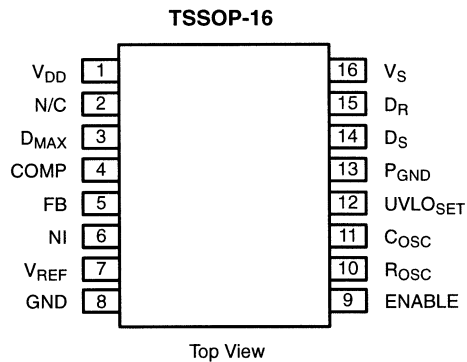 TSSOP-16
V_DD 1 16 V_S
N/C 2 15 D_R
D_MAX 3 14 D_S
COMP 4 13 P_GND
FB 5 12 UVLO_SET
NI 6 11 C_OSC
V_REF 7 10 R_OSC
GND 8 9 ENABLE
Top View